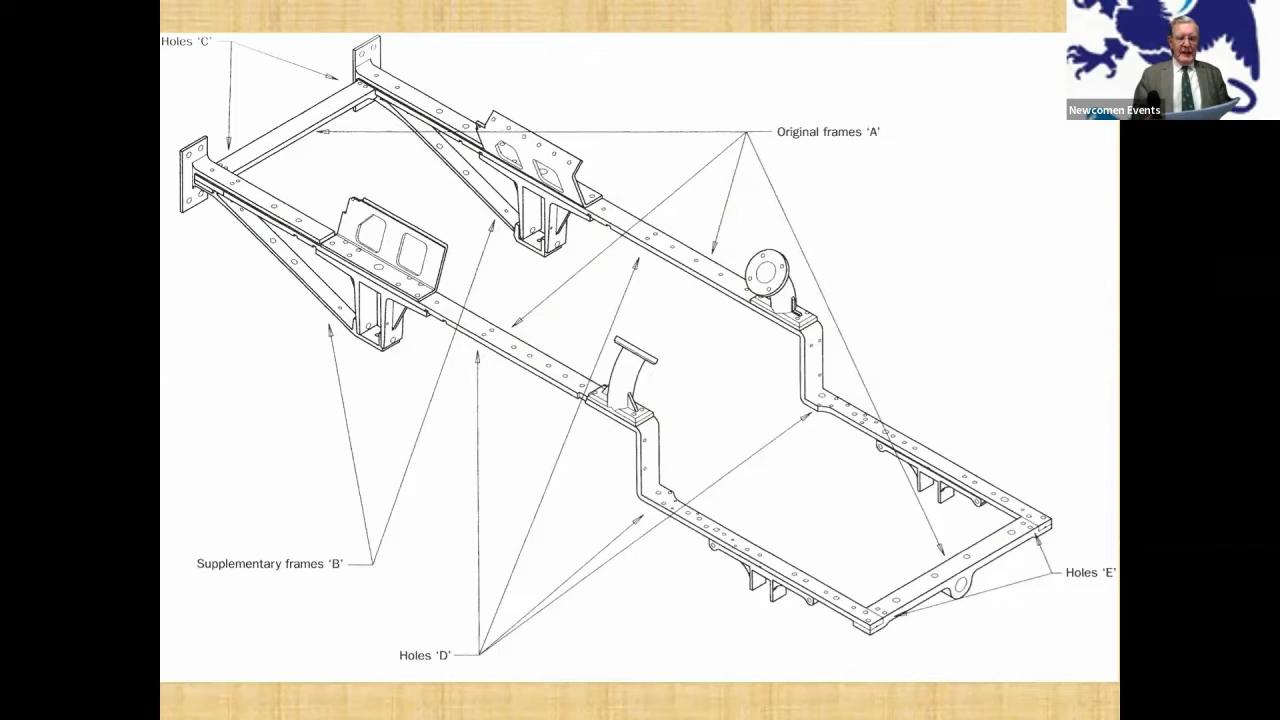 Holes ‘C’
Newcomen Events
Original frames ‘A’
Supplementary frames ‘B’
Holes ‘E’
Holes ‘D’